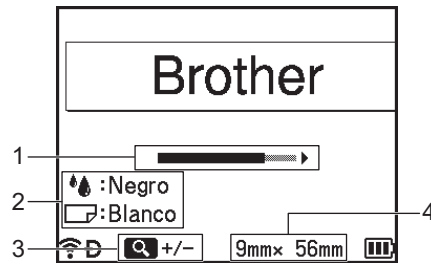 Brother
1
2
:Negro
:Blanco
3
D
+/−
9mm× 56mm
4